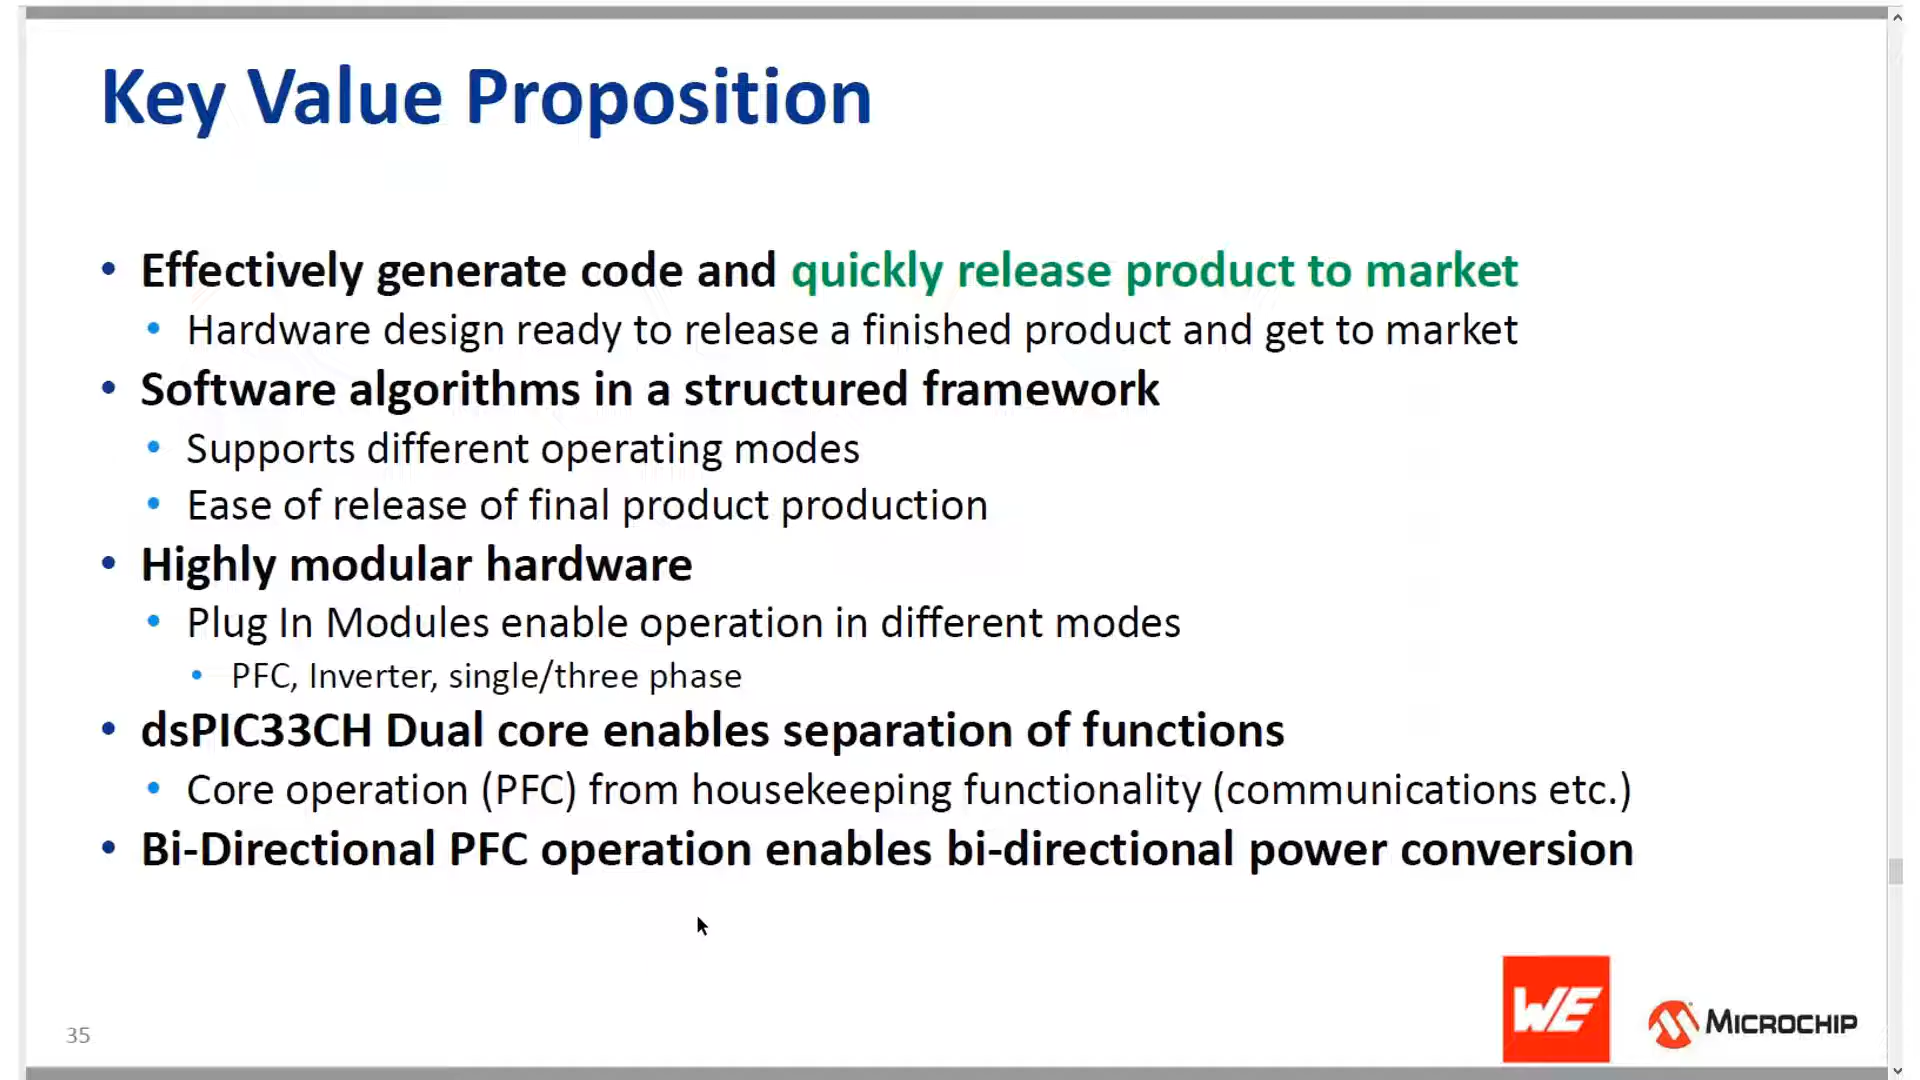 Key Value Proposition
• Effectively generate code and quickly release product to market
• Hardware design ready to release a finished product and get to market
• Software algorithms in a structured framework
• Supports different operating modes
• Ease of release of final product production
• Highly modular hardware
• Plug In Modules enable operation in different modes
• PFC, Inverter, single/three phase
• dsPIC33CH Dual core enables separation of functions
• Core operation (PFC) from housekeeping functionality (communications etc.)
• Bi-Directional PFC operation enables bi-directional power conversion
35
WE
MICROCHIP